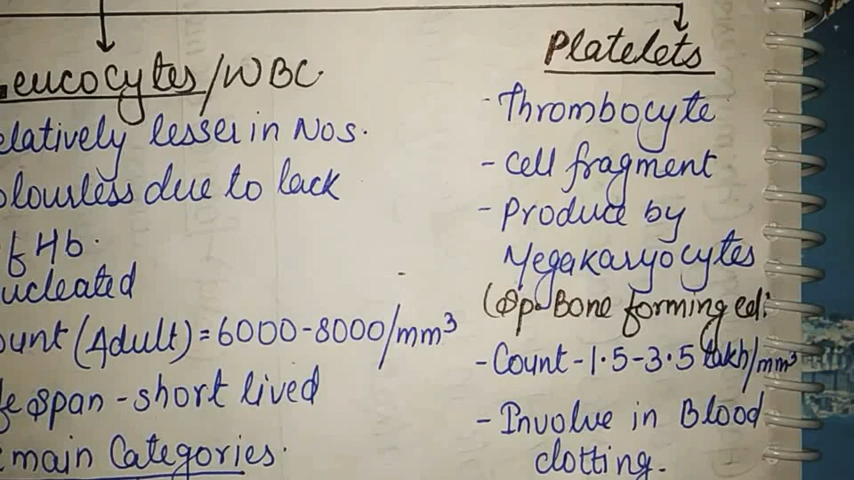 eucocytes/WBC
elatively lesser in Nos.
olourless due to lack
f Hb.
ucleated
ount (Adult) = 6000-8000/mm³
fe span - short lived
main Categories.
Platelets
- Thrombocyte
- Cell fragment
- Produce by
Megakaryocytes
(Sp- Bone forming cell
- Count - 1.5-3.5 lakh/mm³
- Involve in Blood
clotting.